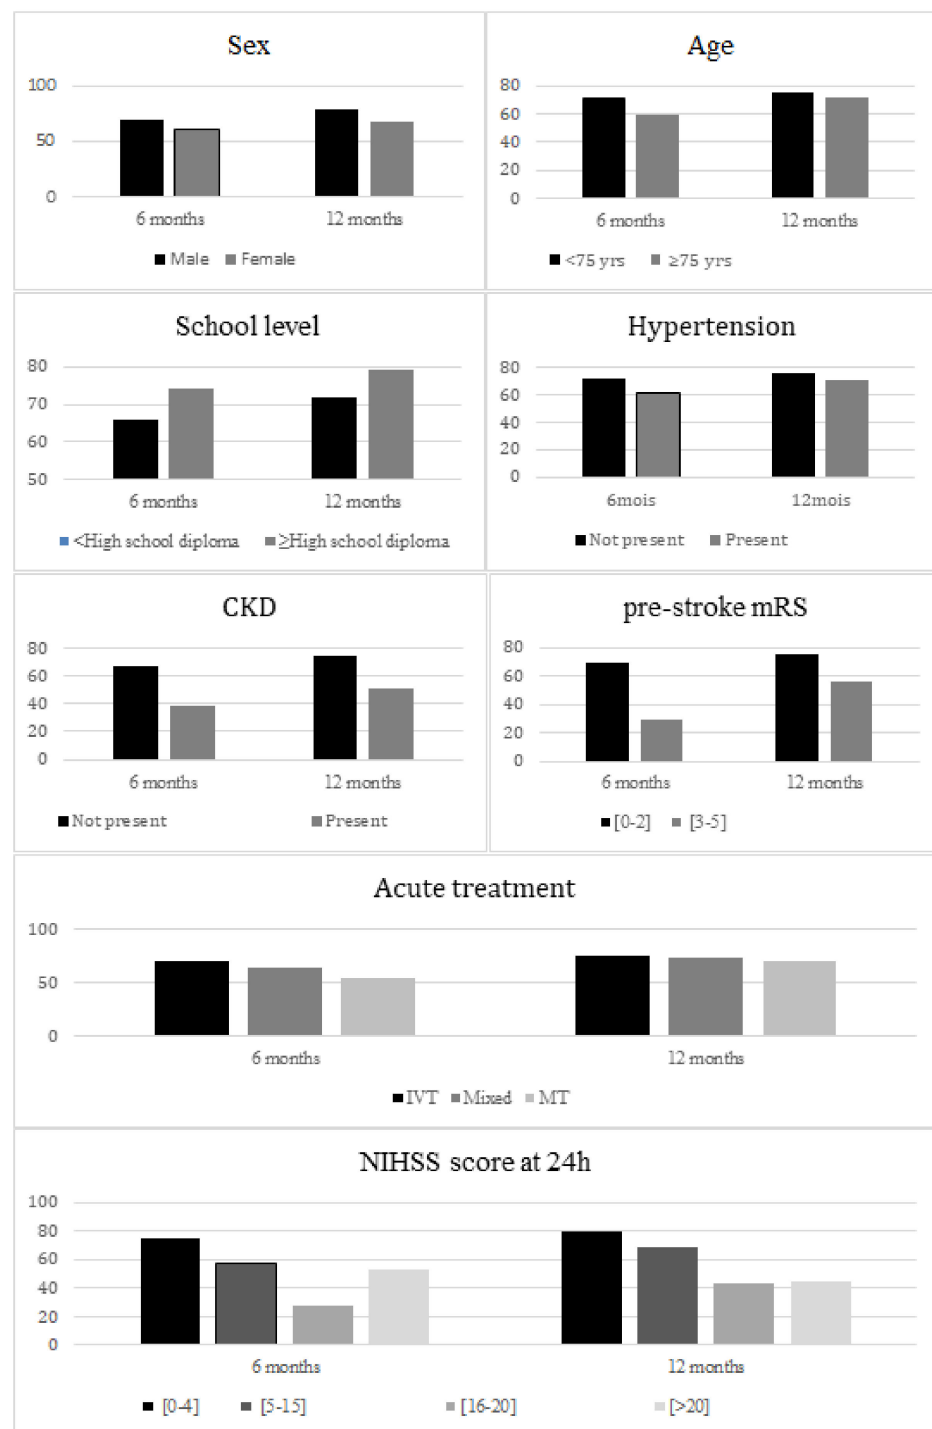 Sex
100
50
0
6 months 12 months
■ Male ■ Female
Age
80
60
40
20
0
6 months 12 months
■ <75 yrs ■ ≥75 yrs
School level
80
70
60
50
6 months 12 months
■ <High school diploma ■ ≥High school diploma
Hypertension
80
60
40
20
0
6mois 12mois
■ Not present ■ Present
CKD
80
60
40
20
0
6 months 12 months
■ Not present ■ Present
pre-stroke mRS
80
60
40
20
0
6 months 12 months
■ [0-2] ■ [3-5]
Acute treatment
100
50
0
6 months 12 months
■ IVT ■ Mixed ■ MT
NIHSS score at 24h
100
80
60
40
20
0
6 months 12 months
■ [0-4] ■ [5-15] ■ [16-20] ■ [>20]